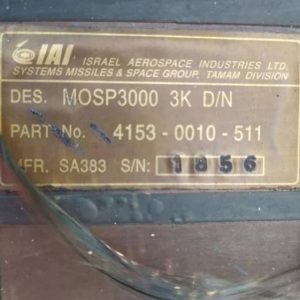 IAI ISRAEL AEROSPACE INDUSTRIES LTD.
SYSTEMS MISSILES & SPACE GROUP, TAMAM DIVISION
DES. MOSP3000 3K D/N
PART No. 4153-0010-511
MFR. SA383 S/N: 1856